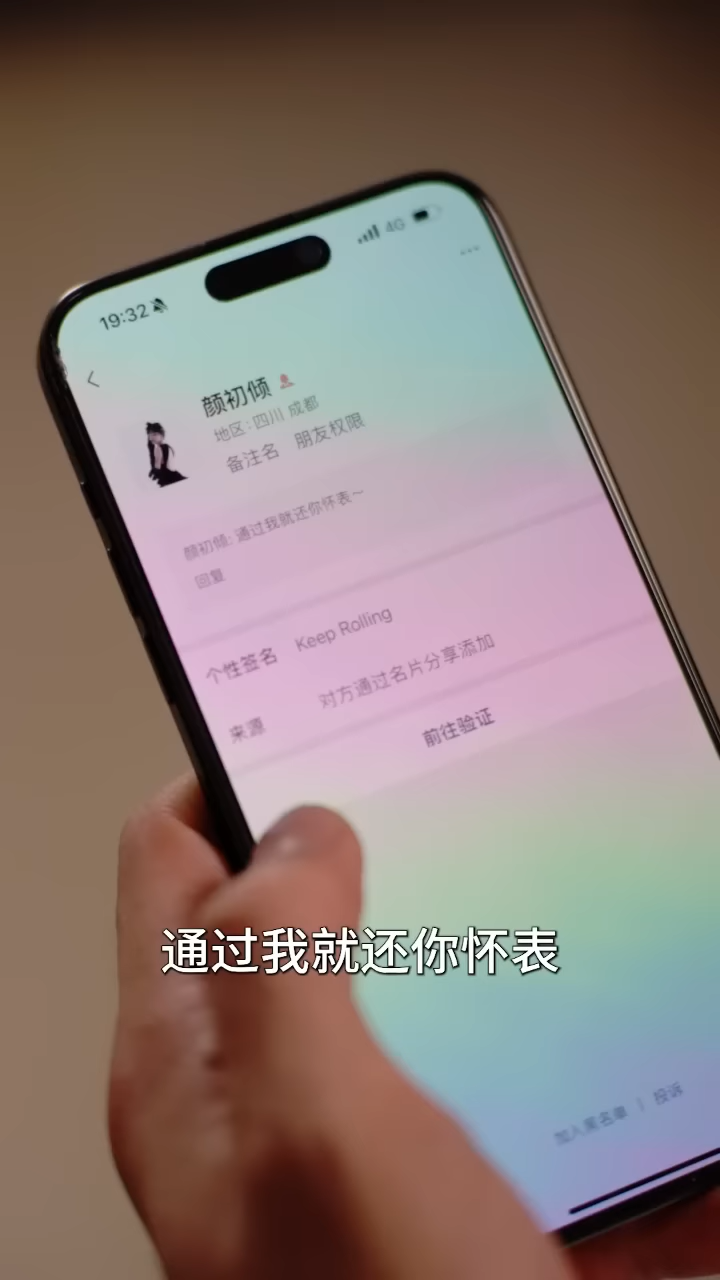 19:32
4G
颜初倾
地区:四川 成都
备注名 朋友权限
颜初倾: 通过我就还你怀表~
回复
个性签名 Keep Rolling
来源 对方通过名片分享添加
前往验证
通过我就还你怀表
加入黑名单 | 投诉